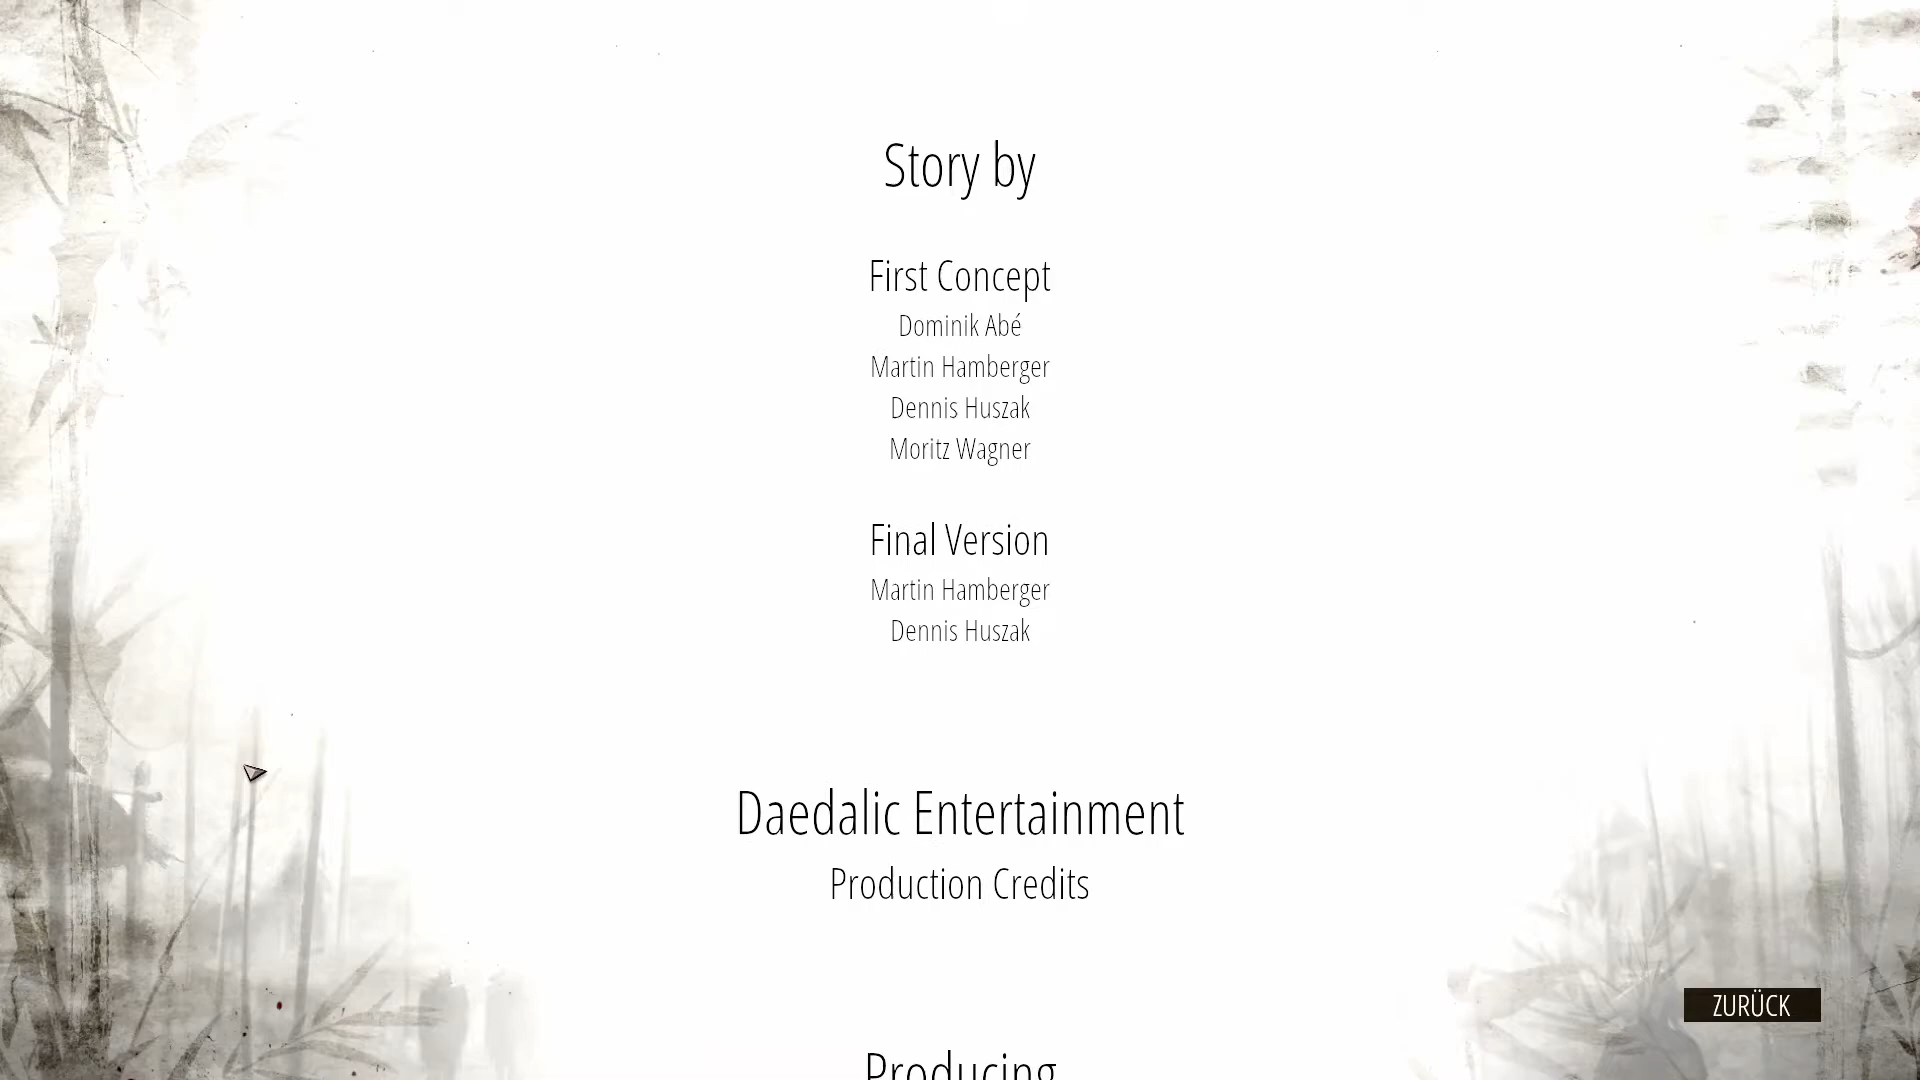 Story by
First Concept
Dominik Abé
Martin Hamberger
Dennis Huszak
Moritz Wagner
Final Version
Martin Hamberger
Dennis Huszak
Daedalic Entertainment
Production Credits
ZURÜCK
Producing